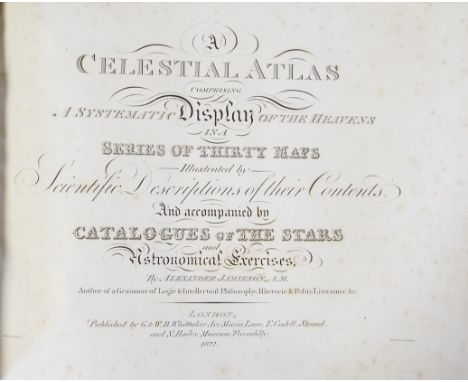 A
CELESTIAL ATLAS
COMPRISING
A SYSTEMATIC Display OF THE HEAVENS
IN A
SERIES OF THIRTY MAPS
Illustrated by
Scientific Descriptions of their Contents,
And accompanied by
CATALOGUES OF THE STARS
and
Astronomical Exercises.
By ALEXANDER JAMIESON, A.M.
Author of a Grammar of Logic & Intellectual Philosophy, Rhetoric & Polite Literature &c.
LONDON,
Published by G. & W. B. Whittaker Ave Maria Lane, T. Cadell, Strand,
and N. Hailes, Museum, Piccadilly.
1822.